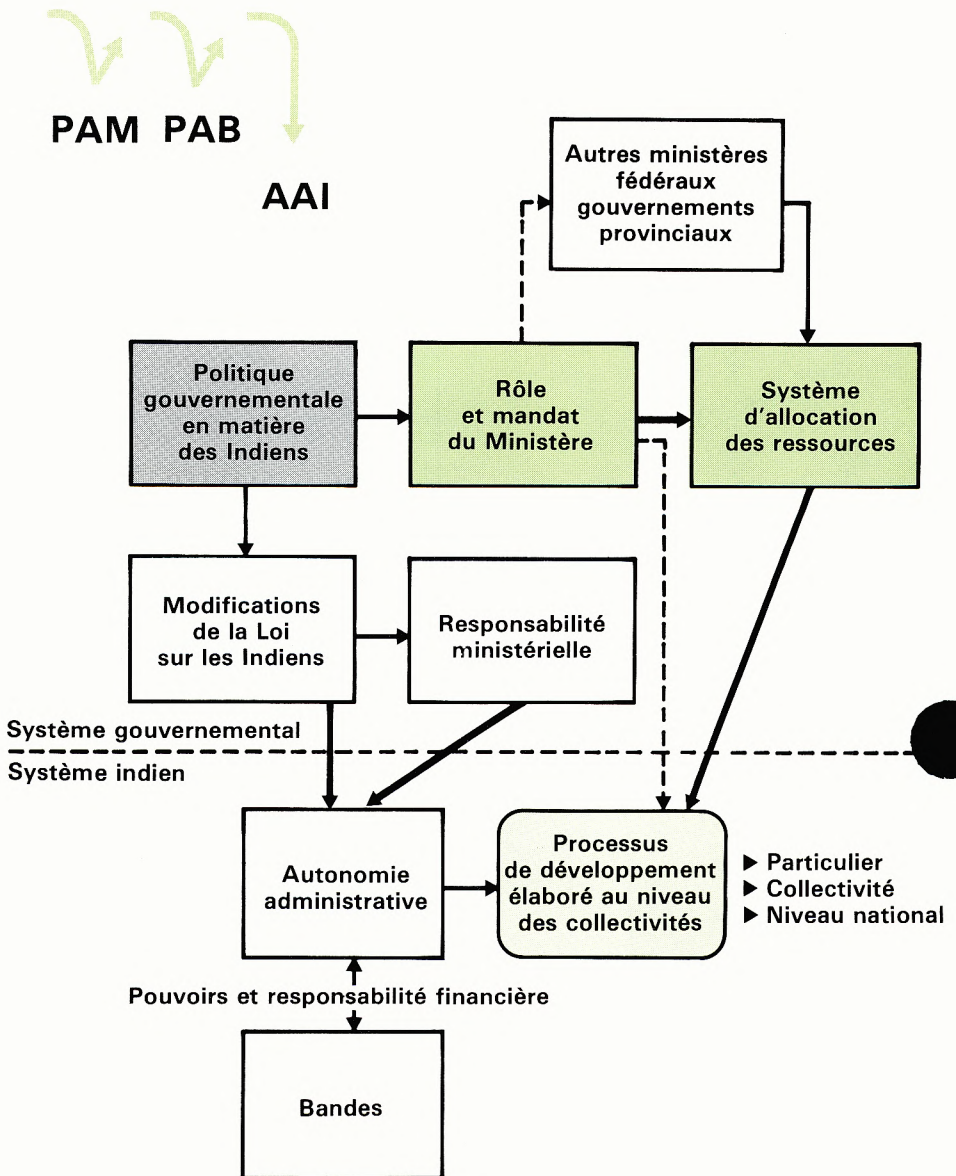 PAM PAB
AAI
Autres ministères
fédéraux
gouvernements
provinciaux
Politique
gouvernementale
en matière
des Indiens
Rôle
et mandat
du Ministère
Système
d'allocation
des ressources
Modifications
de la Loi
sur les Indiens
Responsabilité
ministérielle
Système gouvernemental
Système indien
Autonomie
administrative
Processus
de développement
élaboré au niveau
des collectivités
▶ Particulier
▶ Collectivité
▶ Niveau national
Pouvoirs et responsabilité financière
Bandes